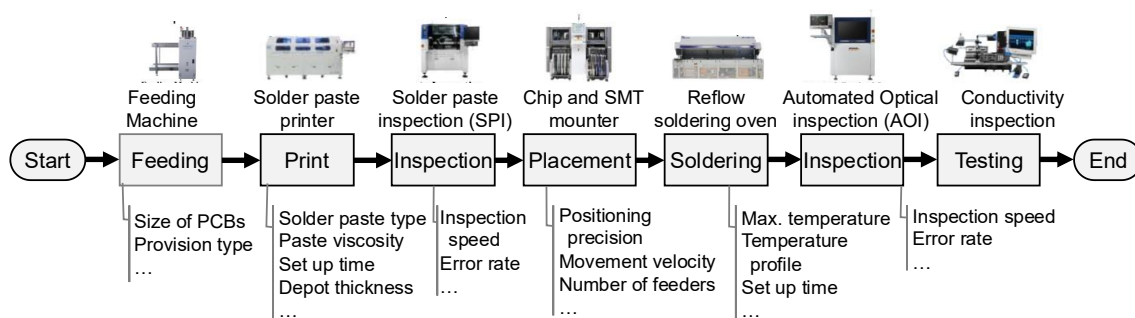 Feeding
Machine
Solder paste
printer
Solder paste
inspection (SPI)
Chip and SMT
mounter
Reflow
soldering oven
Automated Optical
inspection (AOI)
Conductivity
inspection
Start
Feeding
Print
Inspection
Placement
Soldering
Inspection
Testing
End
Size of PCBs
Provision type
…
Solder paste type
Paste viscosity
Set up time
Depot thickness
…
Inspection
speed
Error rate
…
Positioning
precision
Movement velocity
Number of feeders
…
Max. temperature
Temperature
profile
Set up time
…
Inspection speed
Error rate
…